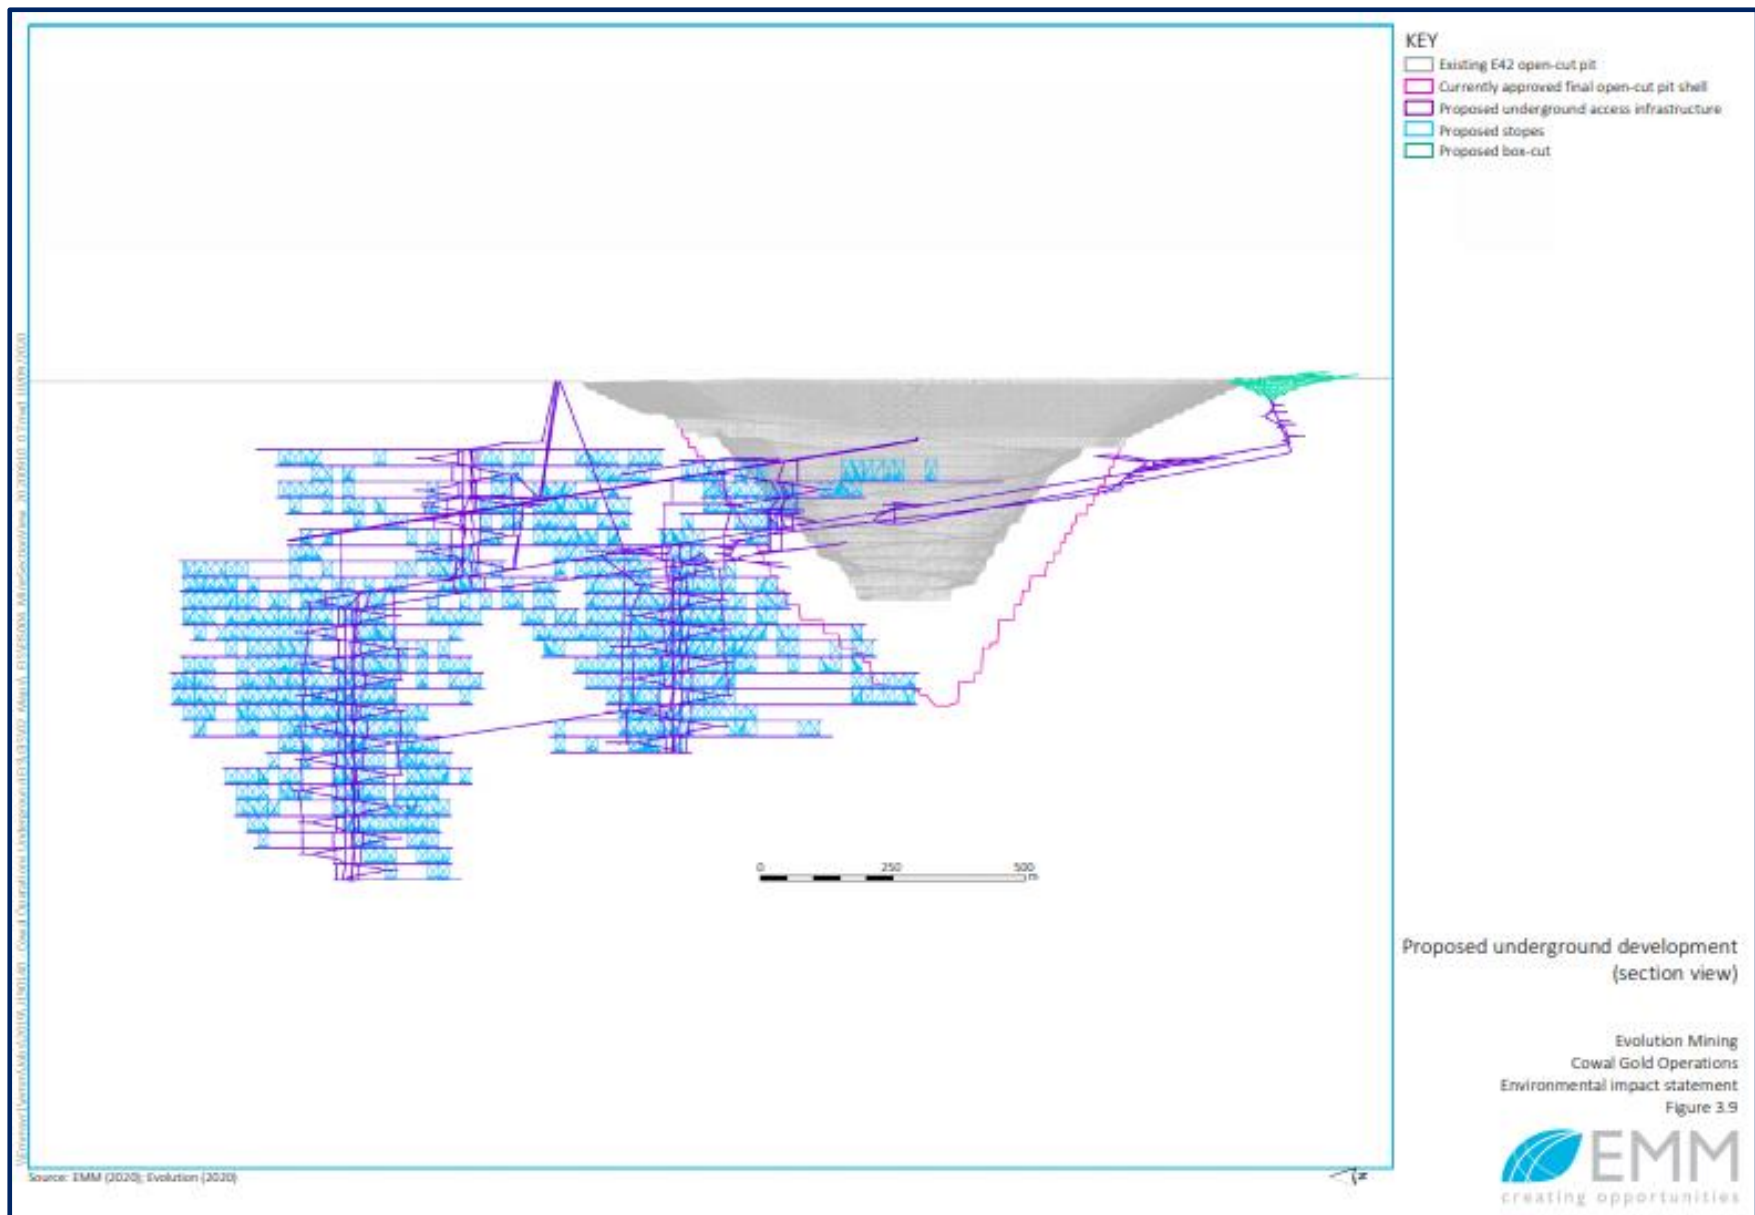 KEY
Existing E42 open-cut pit
Currently approved final open-cut pit shell
Proposed underground access infrastructure
Proposed stopes
Proposed box-cut
0 250 500
m
Proposed underground development
(section view)
Evolution Mining
Cowal Gold Operations
Environmental impact statement
Figure 3.9
Source: EMM (2020); Evolution (2020)
N
EMM
creating opportunities